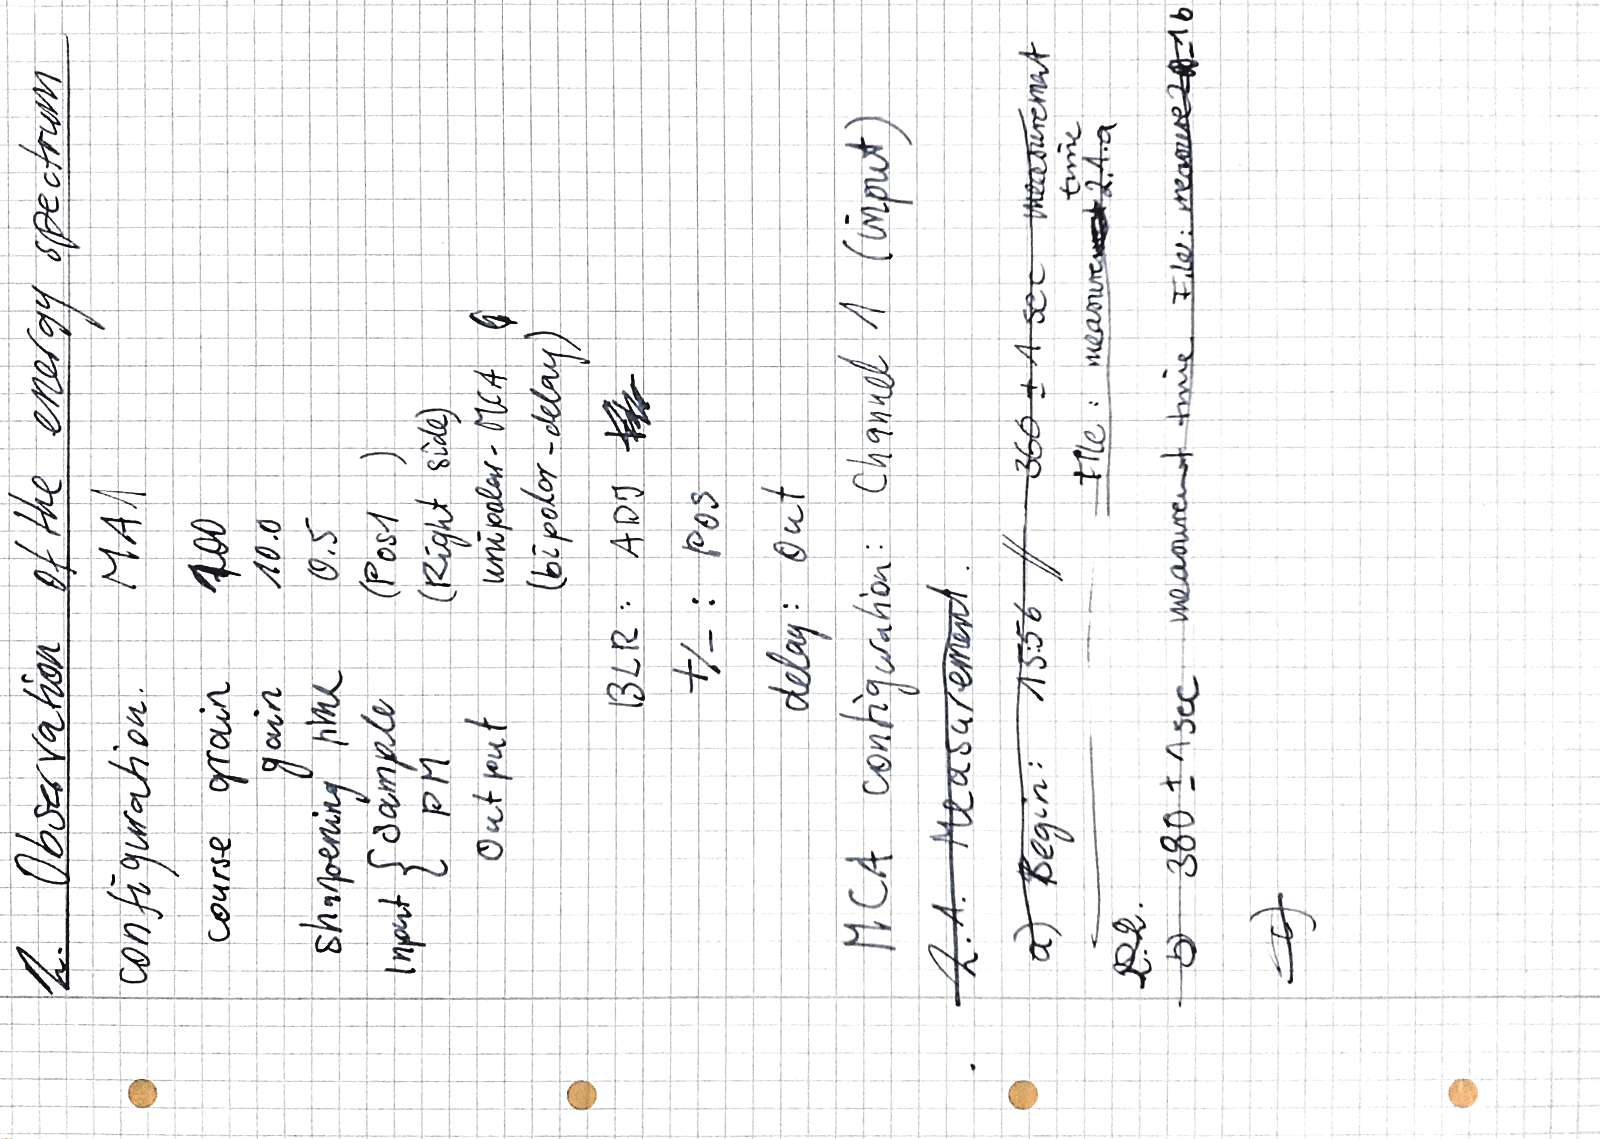 2. Observation of the energy spectrum
configuration. MA1
course grain 100
gain 10.0
sharpening time 0.5
Input { Sample (Pos1)
PM (Right side)
Output unipolar - MCA
(bipolar - delay)
BLR: ADJ
+/-: POS
delay: Out
MCA configuration: Channel 1 (input)
2.1. Measurement.
a) Begin: 15:56 // 360 ± 1 sec measurement
time
File: measurement 2.1.a
2.2.
b) 380 ± 1 sec measurement time File: measure
b)